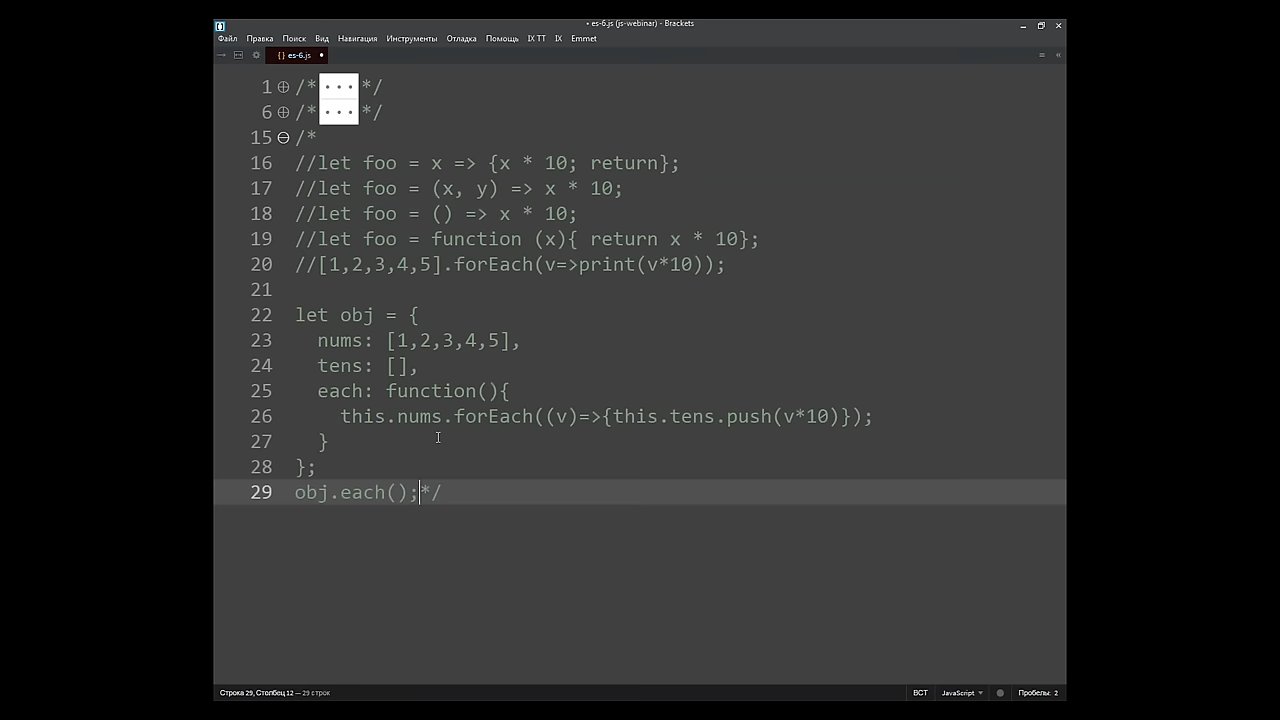 • es-6.js (js-webinar) - Brackets
Файл Правка Поиск Вид Навигация Инструменты Отладка Помощь IX TT IX Emmet
{ } es-6.js •
1 /*...*/
6 /*...*/
15 /*
16 //let foo = x => {x * 10; return};
17 //let foo = (x, y) => x * 10;
18 //let foo = () => x * 10;
19 //let foo = function (x){ return x * 10};
20 //[1,2,3,4,5].forEach(v=>print(v*10));
21
22 let obj = {
23 nums: [1,2,3,4,5],
24 tens: [],
25 each: function(){
26 this.nums.forEach((v)=>{this.tens.push(v*10)});
27 }
28 };
29 obj.each();*/
Строка 29, Столбец 12 — 29 строк ВСТ JavaScript Пробелы: 2